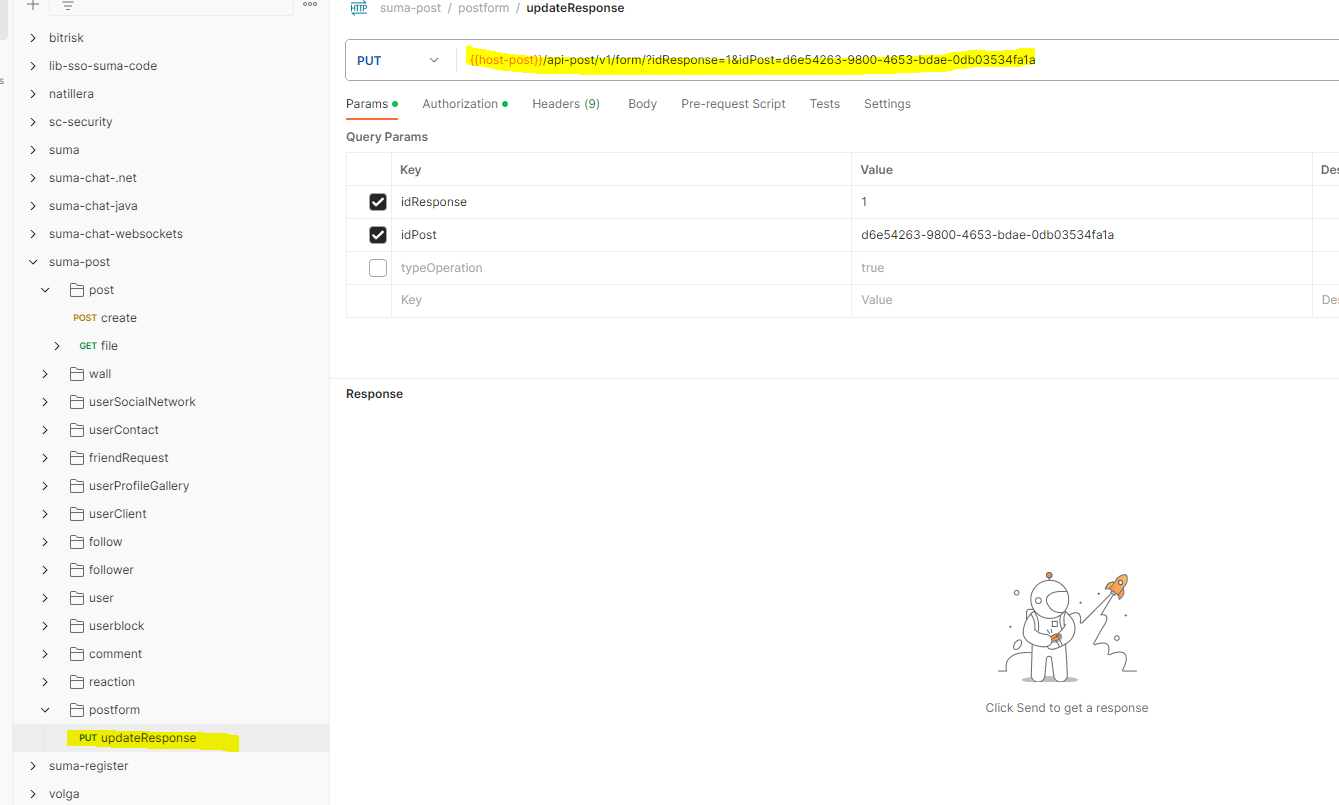 bitrisk
lib-sso-suma-code
natillera
sc-security
suma
suma-chat-.net
suma-chat-java
suma-chat-websockets
suma-post
post
POST create
GET file
wall
userSocialNetwork
userContact
friendRequest
userProfileGallery
userClient
follow
follower
user
userblock
comment
reaction
postform
PUT updateResponse
suma-register
volga
HTTP suma-post / postform / updateResponse
PUT {{host-post}}/api-post/v1/form/?idResponse=1&idPost=d6e54263-9800-4653-bdae-0db03534fa1a
Params Authorization Headers (9) Body Pre-request Script Tests Settings
Query Params
Key Value
idResponse 1
idPost d6e54263-9800-4653-bdae-0db03534fa1a
typeOperation true
Key Value
Response
Click Send to get a response